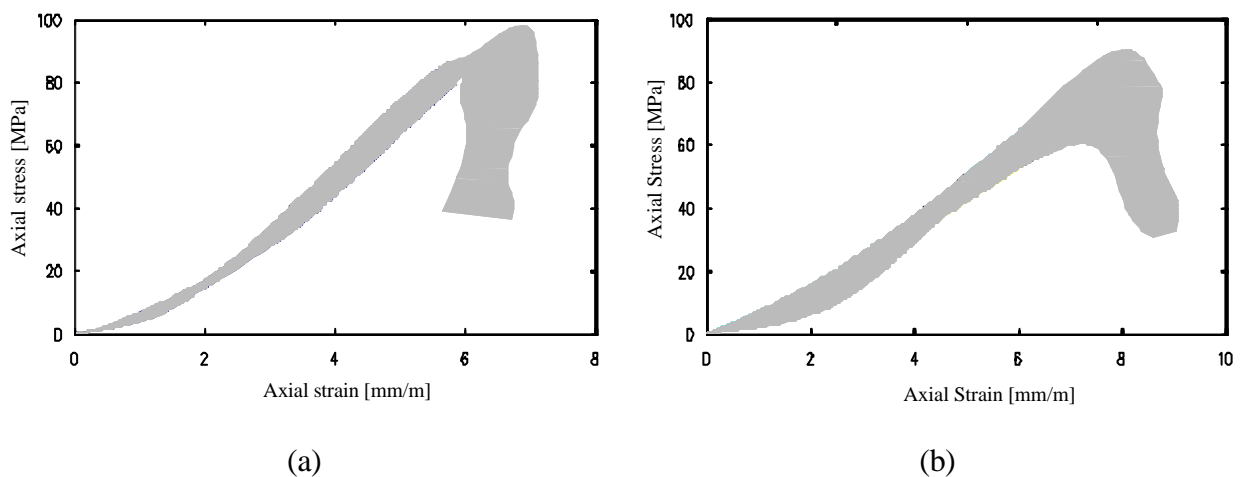 100
80
60
40
20
0
0 2 4 6 8
Axial stress [MPa]
Axial strain [mm/m]
(a)
100
80
60
40
20
0
0 2 4 6 8 10
Axial Stress [MPa]
Axial Strain [mm/m]
(b)